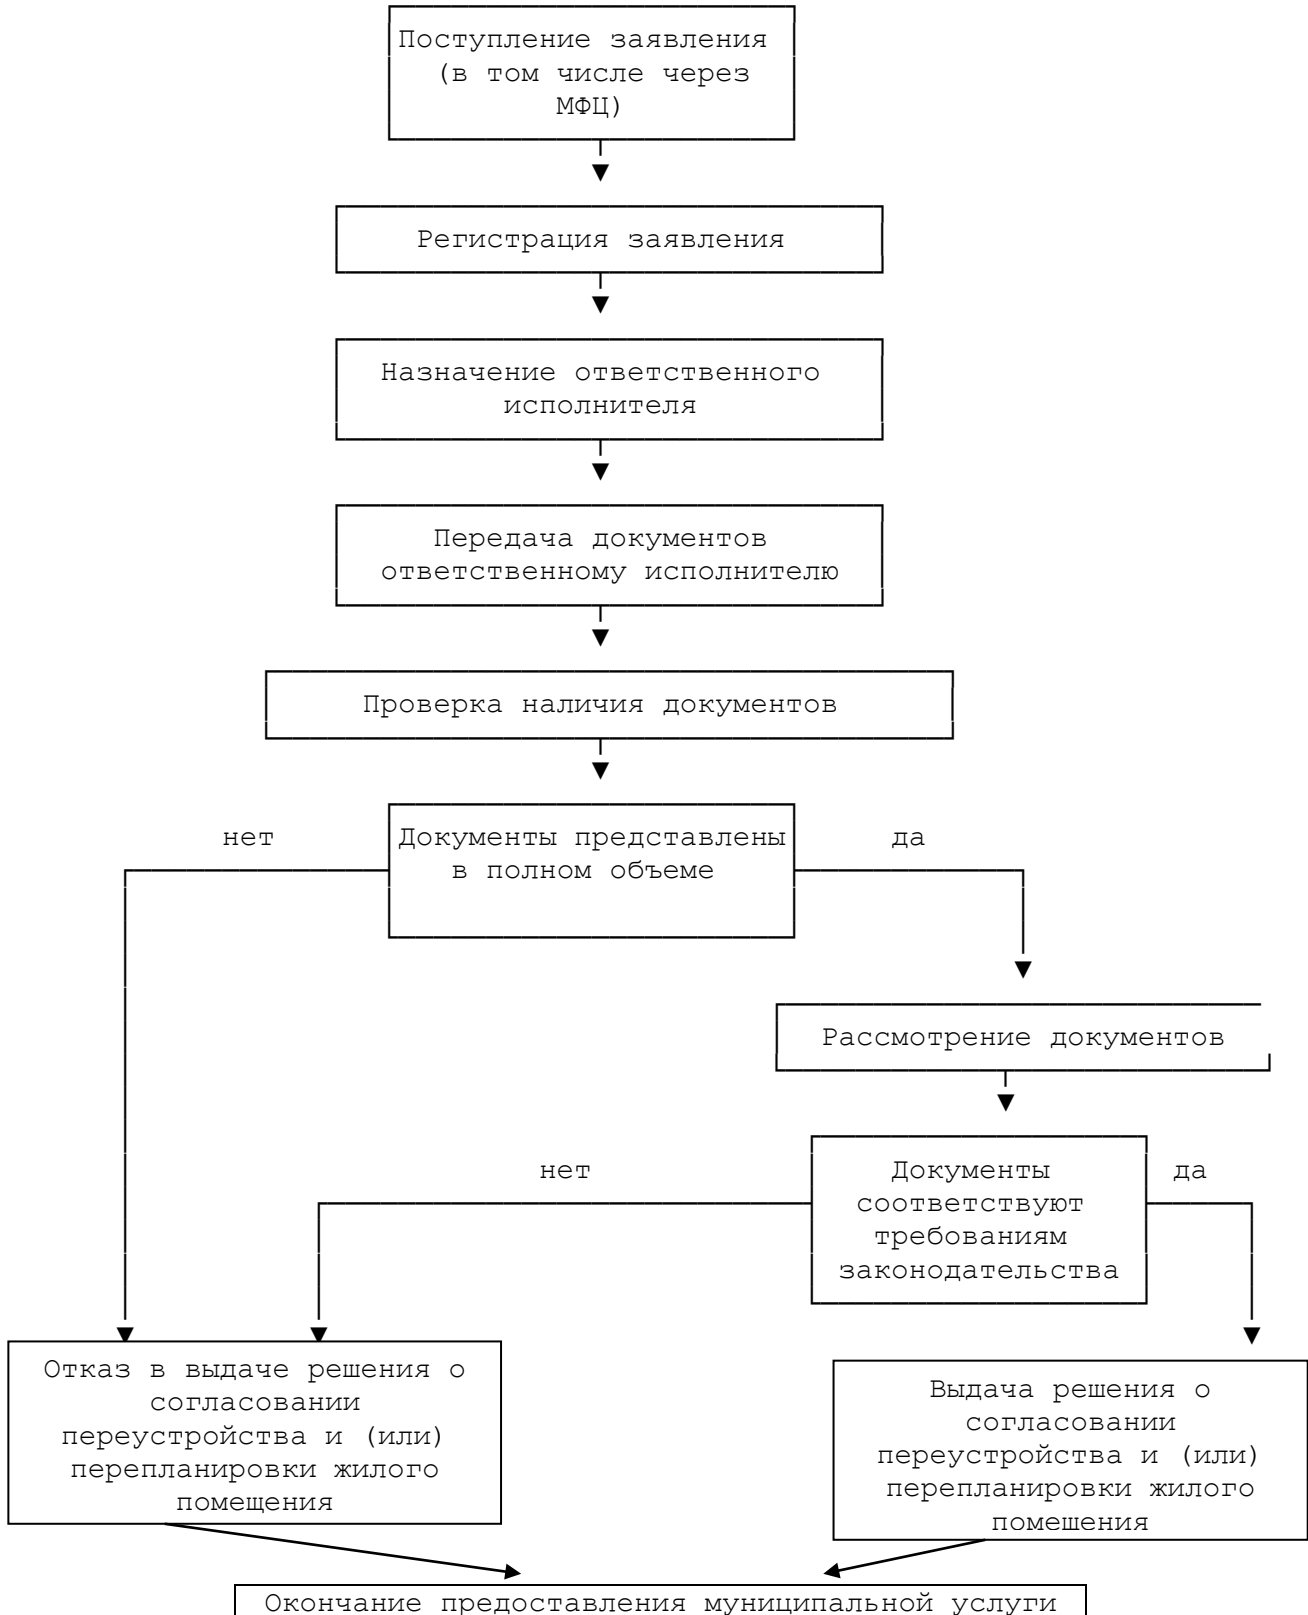 Поступление заявления
(в том числе через
МФЦ)
Регистрация заявления
Назначение ответственного
исполнителя
Передача документов
ответственному исполнителю
Проверка наличия документов
нет
Документы представлены
в полном объеме
да
Рассмотрение документов
нет
Документы
соответствуют
требованиям
законодательства
да
Отказ в выдаче решения о
согласовании
переустройства и (или)
перепланировки жилого
помещения
Выдача решения о
согласовании
переустройства и (или)
перепланировки жилого
помешения
Окончание предоставления муниципальной услуги